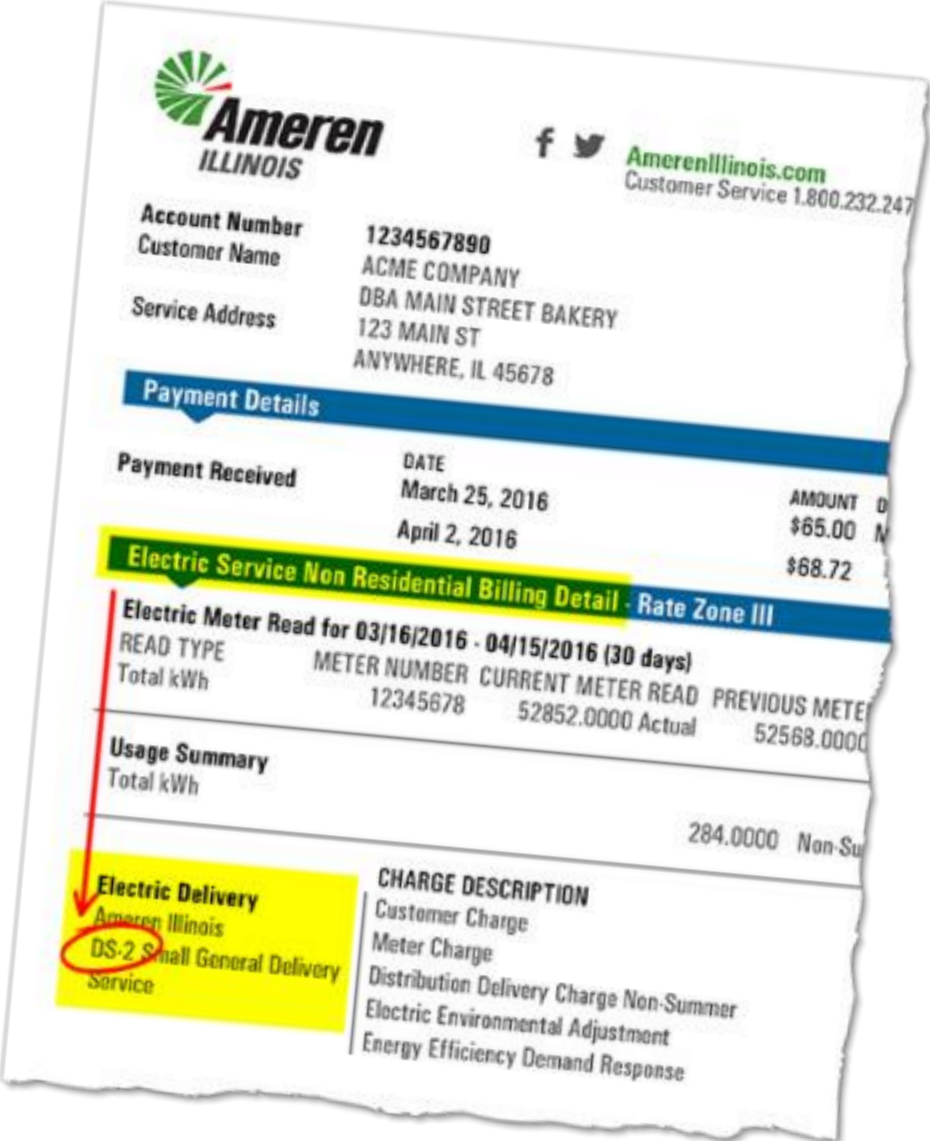 Ameren
ILLINOIS
AmerenIllinois.com
Customer Service 1.800.232.247
Account Number 1234567890
Customer Name ACME COMPANY
DBA MAIN STREET BAKERY
Service Address 123 MAIN ST
ANYWHERE, IL 45678
Payment Details
DATE AMOUNT D
Payment Received March 25, 2016 $65.00 M
April 2, 2016 $68.72
Electric Service Non Residential Billing Detail - Rate Zone III
Electric Meter Read for 03/16/2016 - 04/15/2016 (30 days)
READ TYPE METER NUMBER CURRENT METER READ PREVIOUS METE
Total kWh 12345678 52852.0000 Actual 52568.0000
Usage Summary
Total kWh 284.0000 Non-Su
Electric Delivery
Ameren Illinois
DS-2 Small General Delivery
Service
CHARGE DESCRIPTION
Customer Charge
Meter Charge
Distribution Delivery Charge Non-Summer
Electric Environmental Adjustment
Energy Efficiency Demand Response